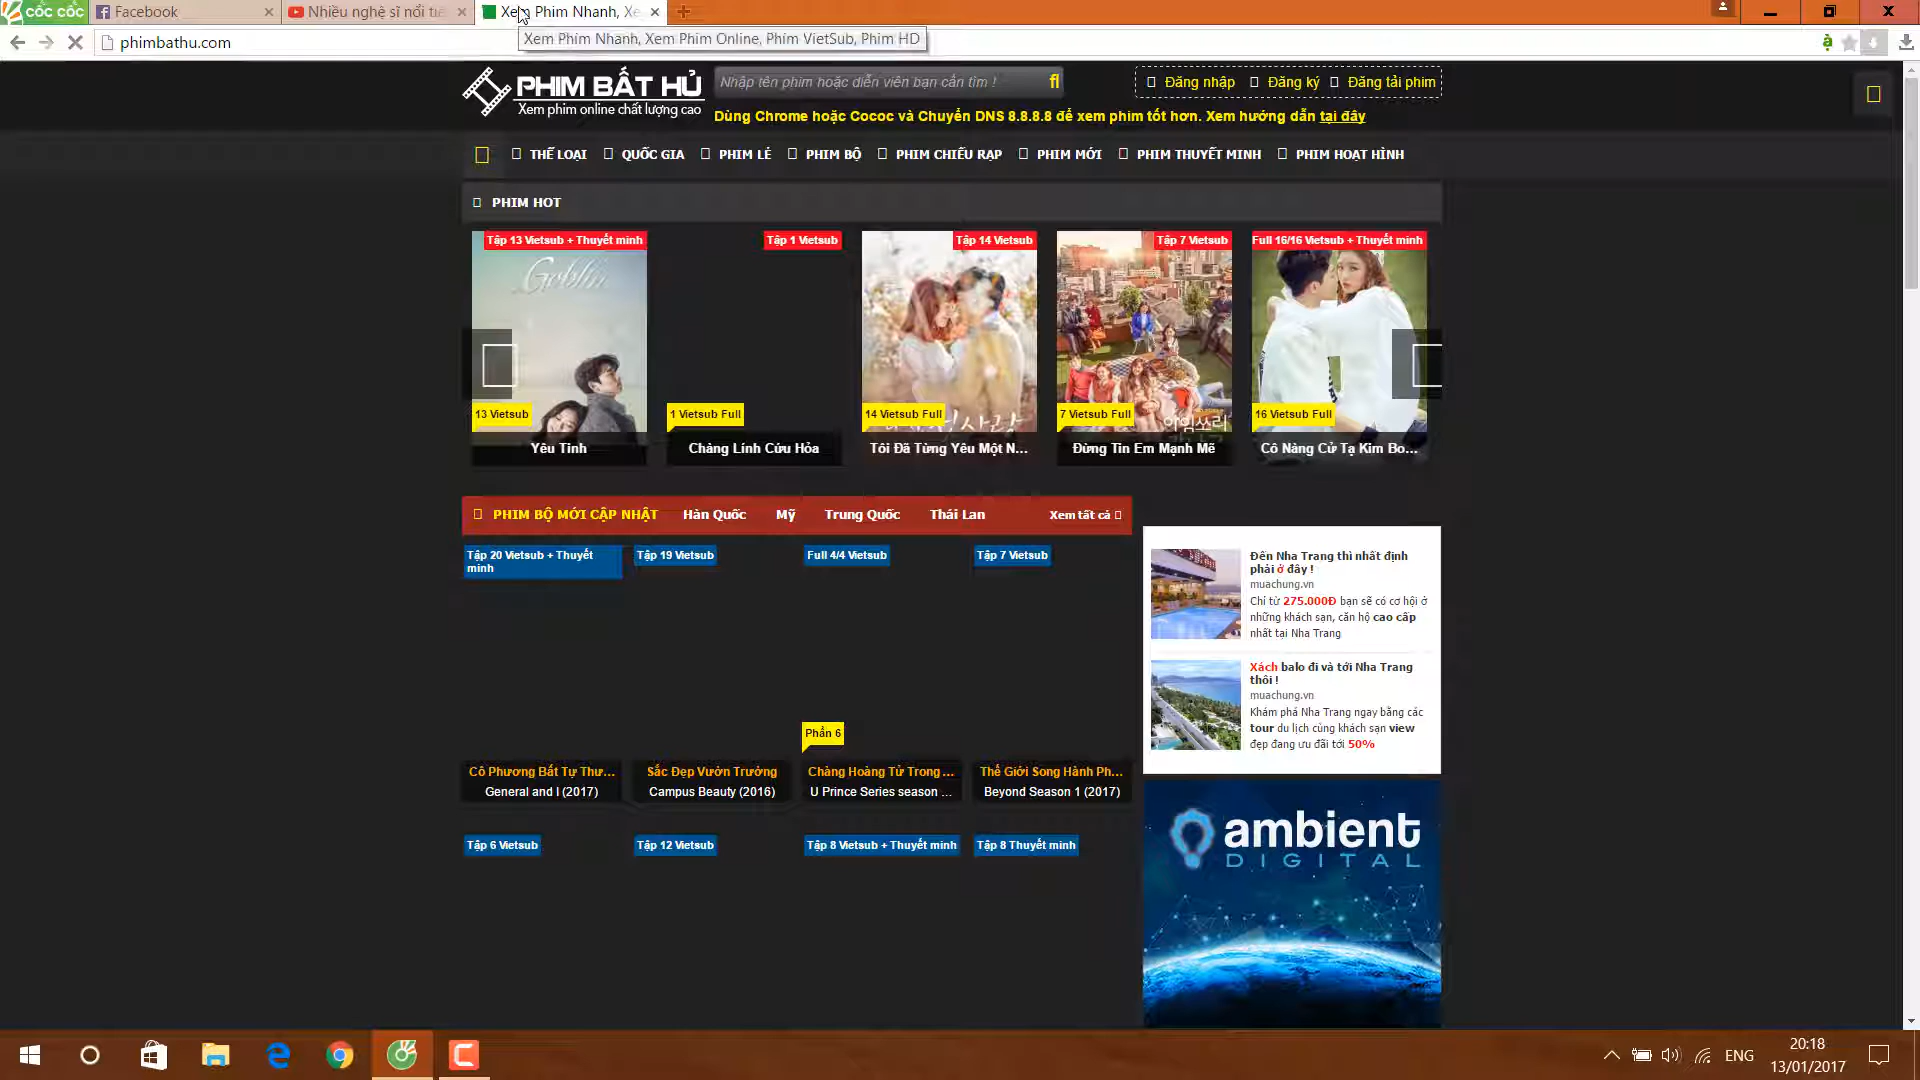 cốc cốc
Facebook
Nhiều nghệ sĩ nổi tiế
Xem Phim Nhanh, Xe
phimbathu.com
Xem Phim Nhanh, Xem Phim Online, Phim VietSub, Phim HD
PHIM BẤT HỦ
Xem phim online chất lượng cao
Nhập tên phim hoặc diễn viên bạn cần tìm !
Đăng nhập
Đăng ký
Đăng tải phim
Dùng Chrome hoặc Cococ và Chuyển DNS 8.8.8.8 để xem phim tốt hơn. Xem hướng dẫn tại đây
THỂ LOẠI
QUỐC GIA
PHIM LẺ
PHIM BỘ
PHIM CHIẾU RẠP
PHIM MỚI
PHIM THUYẾT MINH
PHIM HOẠT HÌNH
PHIM HOT
Tập 13 Vietsub + Thuyết minh
Tập 1 Vietsub
Tập 14 Vietsub
Tập 7 Vietsub
Full 16/16 Vietsub + Thuyết minh
Goblin
13 Vietsub
1 Vietsub Full
14 Vietsub Full
7 Vietsub Full
아임쏘리
16 Vietsub Full
Yêu Tinh
Chàng Lính Cứu Hỏa
Tôi Đã Từng Yêu Một N...
Đừng Tin Em Mạnh Mẽ
Cô Nàng Cử Tạ Kim Bo...
PHIM BỘ MỚI CẬP NHẬT
Hàn Quốc
Mỹ
Trung Quốc
Thái Lan
Xem tất cả
Tập 20 Vietsub + Thuyết
minh
Tập 19 Vietsub
Full 4/4 Vietsub
Tập 7 Vietsub
Phần 6
Cô Phương Bất Tự Thư...
General and I (2017)
Sắc Đẹp Vườn Trường
Campus Beauty (2016)
Chàng Hoàng Tử Trong ...
U Prince Series season ...
Thế Giới Song Hành Ph...
Beyond Season 1 (2017)
Tập 6 Vietsub
Tập 12 Vietsub
Tập 8 Vietsub + Thuyết minh
Tập 8 Thuyết minh
Đến Nha Trang thì nhất định
phải ở đây !
muachung.vn
Chỉ từ 275.000Đ bạn sẽ có cơ hội ở
những khách sạn, căn hộ cao cấp
nhất tại Nha Trang
Xách balo đi và tới Nha Trang
thôi !
muachung.vn
Khám phá Nha Trang ngay bằng các
tour du lịch cùng khách sạn view
đẹp đang ưu đãi tới 50%
ambient
DIGITAL
ENG
20:18
13/01/2017